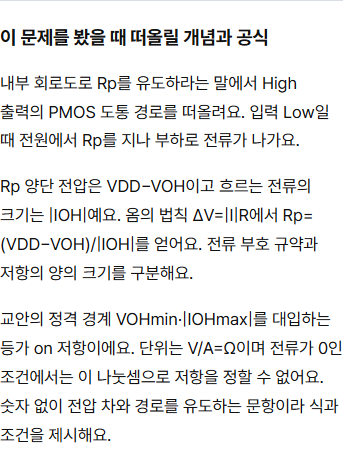 이 문제를 봤을 때 떠올릴 개념과 공식
내부 회로도로 Rp를 유도하라는 말에서 High
출력의 PMOS 도통 경로를 떠올려요. 입력 Low일
때 전원에서 Rp를 지나 부하로 전류가 나가요.
Rp 양단 전압은 VDD−VOH이고 흐르는 전류의
크기는 |IOH|예요. 옴의 법칙 ΔV=|I|R에서 Rp=
(VDD−VOH)/|IOH|를 얻어요. 전류 부호 규약과
저항의 양의 크기를 구분해요.
교안의 정격 경계 VOHmin·|IOHmax|를 대입하는
등가 on 저항이에요. 단위는 V/A=Ω이며 전류가 0인
조건에서는 이 나눗셈으로 저항을 정할 수 없어요.
숫자 없이 전압 차와 경로를 유도하는 문항이라 식과
조건을 제시해요.